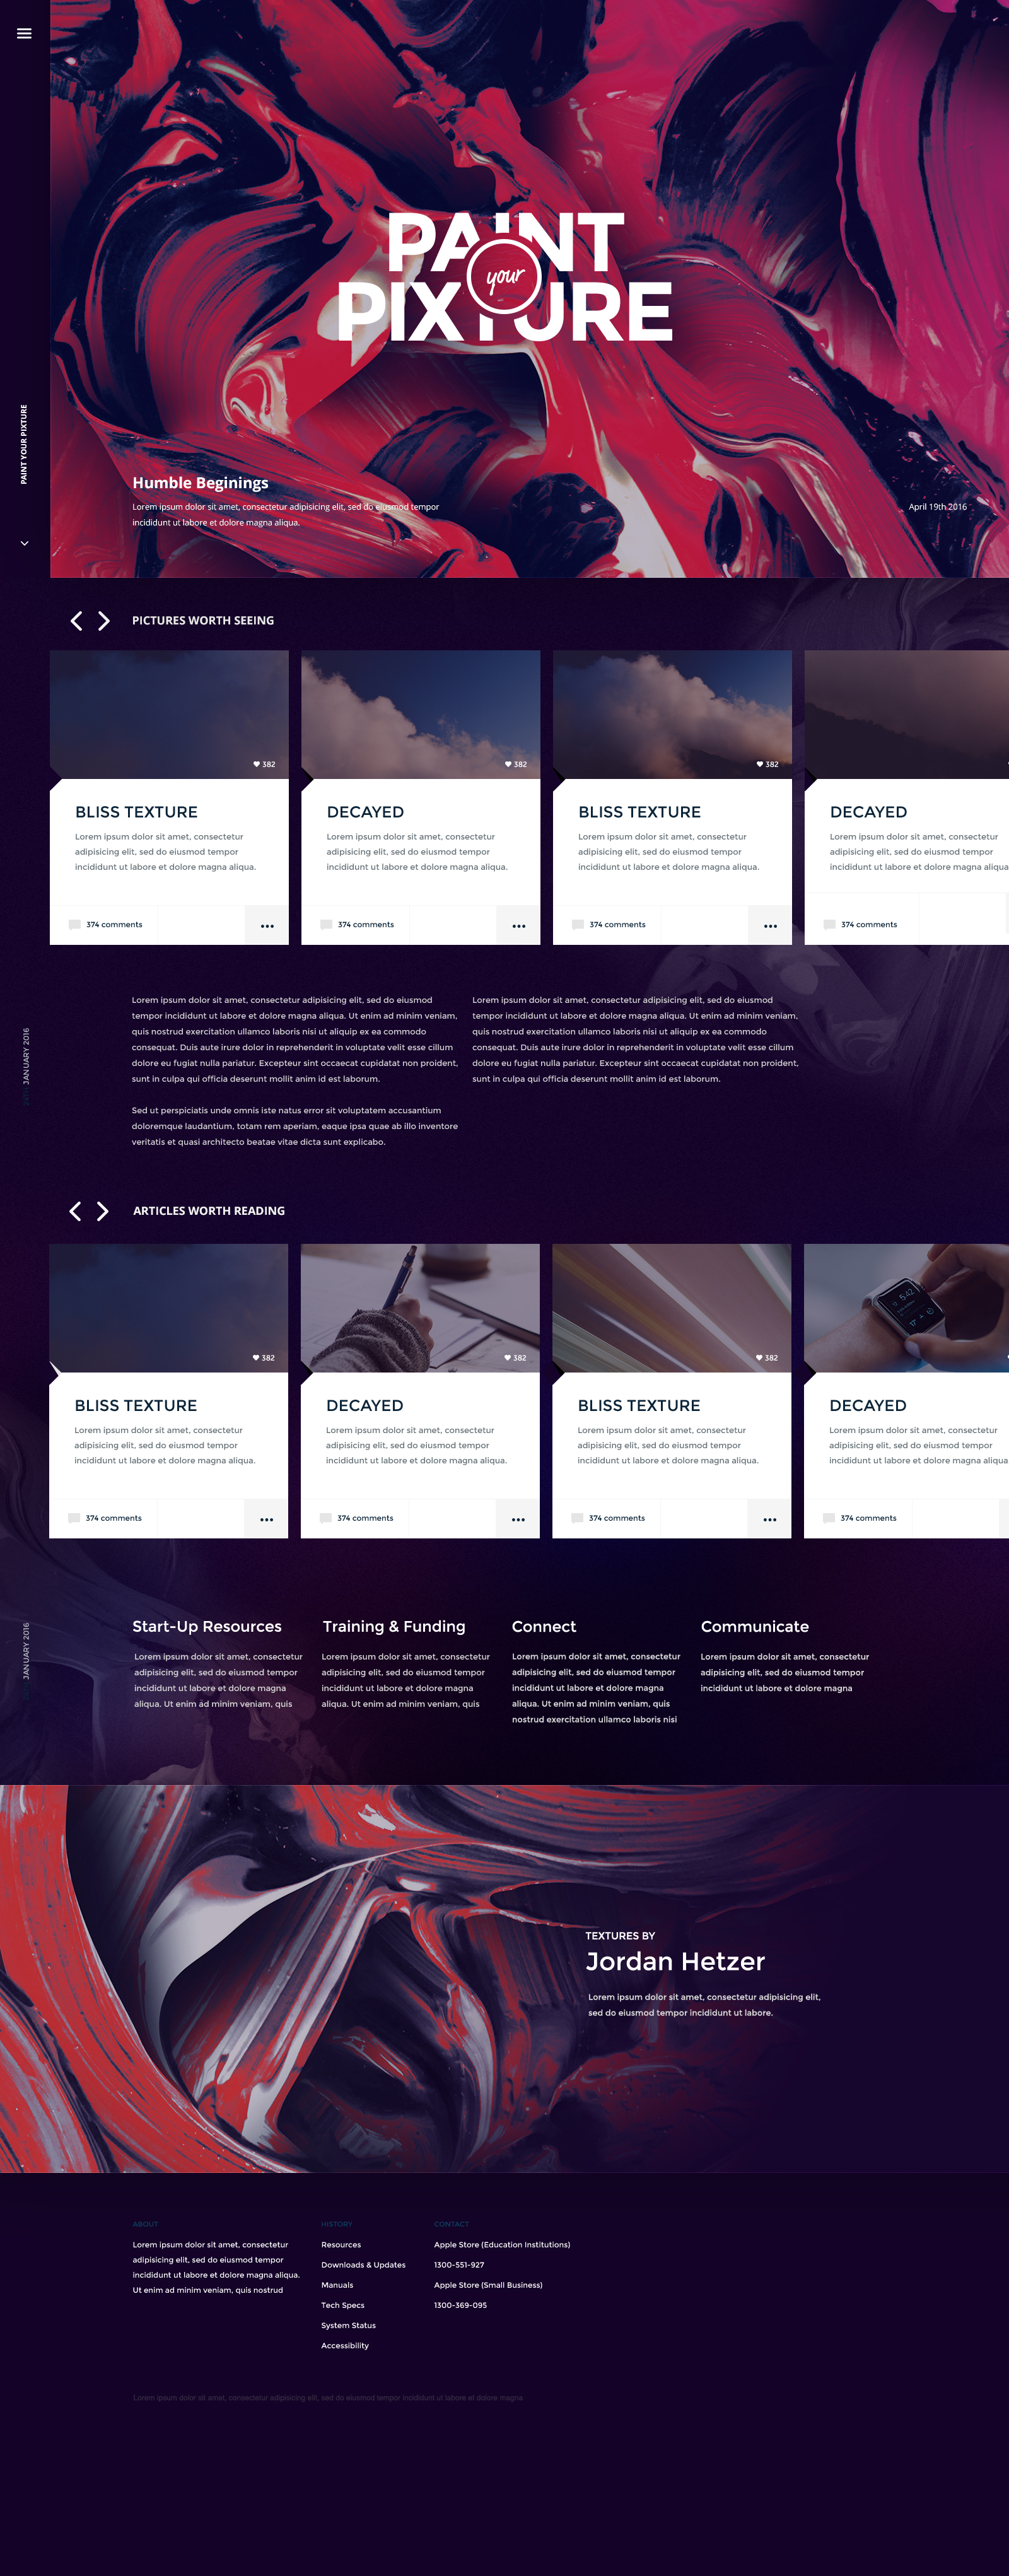 PAINT
your
PIXTURE
PAINT YOUR PIXTURE
Humble Beginings
Lorem ipsum dolor sit amet, consectetur adipisicing elit, sed do eiusmod tempor
incididunt ut labore et dolore magna aliqua.
April 19th 2016
PICTURES WORTH SEEING
382
382
382
BLISS TEXTURE
Lorem ipsum dolor sit amet, consectetur
adipisicing elit, sed do eiusmod tempor
incididunt ut labore et dolore magna aliqua.
374 comments
DECAYED
Lorem ipsum dolor sit amet, consectetur
adipisicing elit, sed do eiusmod tempor
incididunt ut labore et dolore magna aliqua.
374 comments
BLISS TEXTURE
Lorem ipsum dolor sit amet, consectetur
adipisicing elit, sed do eiusmod tempor
incididunt ut labore et dolore magna aliqua.
374 comments
DECAYED
Lorem ipsum dolor sit amet, consectetur
adipisicing elit, sed do eiusmod tempor
incididunt ut labore et dolore magna aliqua
374 comments
JANUARY 2016
Lorem ipsum dolor sit amet, consectetur adipisicing elit, sed do eiusmod
tempor incididunt ut labore et dolore magna aliqua. Ut enim ad minim veniam,
quis nostrud exercitation ullamco laboris nisi ut aliquip ex ea commodo
consequat. Duis aute irure dolor in reprehenderit in voluptate velit esse cillum
dolore eu fugiat nulla pariatur. Excepteur sint occaecat cupidatat non proident,
sunt in culpa qui officia deserunt mollit anim id est laborum.
Sed ut perspiciatis unde omnis iste natus error sit voluptatem accusantium
doloremque laudantium, totam rem aperiam, eaque ipsa quae ab illo inventore
veritatis et quasi architecto beatae vitae dicta sunt explicabo.
Lorem ipsum dolor sit amet, consectetur adipisicing elit, sed do eiusmod
tempor incididunt ut labore et dolore magna aliqua. Ut enim ad minim veniam,
quis nostrud exercitation ullamco laboris nisi ut aliquip ex ea commodo
consequat. Duis aute irure dolor in reprehenderit in voluptate velit esse cillum
dolore eu fugiat nulla pariatur. Excepteur sint occaecat cupidatat non proident,
sunt in culpa qui officia deserunt mollit anim id est laborum.
ARTICLES WORTH READING
382
382
382
5:42
BLISS TEXTURE
Lorem ipsum dolor sit amet, consectetur
adipisicing elit, sed do eiusmod tempor
incididunt ut labore et dolore magna aliqua.
374 comments
DECAYED
Lorem ipsum dolor sit amet, consectetur
adipisicing elit, sed do eiusmod tempor
incididunt ut labore et dolore magna aliqua.
374 comments
BLISS TEXTURE
Lorem ipsum dolor sit amet, consectetur
adipisicing elit, sed do eiusmod tempor
incididunt ut labore et dolore magna aliqua.
374 comments
DECAYED
Lorem ipsum dolor sit amet, consectetur
adipisicing elit, sed do eiusmod tempor
incididunt ut labore et dolore magna aliqua
374 comments
JANUARY 2016
Start-Up Resources
Lorem ipsum dolor sit amet, consectetur
adipisicing elit, sed do eiusmod tempor
incididunt ut labore et dolore magna
aliqua. Ut enim ad minim veniam, quis
Training & Funding
Lorem ipsum dolor sit amet, consectetur
adipisicing elit, sed do eiusmod tempor
incididunt ut labore et dolore magna
aliqua. Ut enim ad minim veniam, quis
Connect
Lorem ipsum dolor sit amet, consectetur
adipisicing elit, sed do eiusmod tempor
incididunt ut labore et dolore magna
aliqua. Ut enim ad minim veniam, quis
nostrud exercitation ullamco laboris nisi
Communicate
Lorem ipsum dolor sit amet, consectetur
adipisicing elit, sed do eiusmod tempor
incididunt ut labore et dolore magna
TEXTURES BY
Jordan Hetzer
Lorem ipsum dolor sit amet, consectetur adipisicing elit,
sed do eiusmod tempor incididunt ut labore.
ABOUT
Lorem ipsum dolor sit amet, consectetur
adipisicing elit, sed do eiusmod tempor
incididunt ut labore et dolore magna aliqua.
Ut enim ad minim veniam, quis nostrud
HISTORY
Resources
Downloads & Updates
Manuals
Tech Specs
System Status
Accessibility
CONTACT
Apple Store (Education Institutions)
1300-551-927
Apple Store (Small Business)
1300-369-095
Lorem ipsum dolor sit amet, consectetur adipisicing elit, sed do eiusmod tempor incididunt ut labore et dolore magna